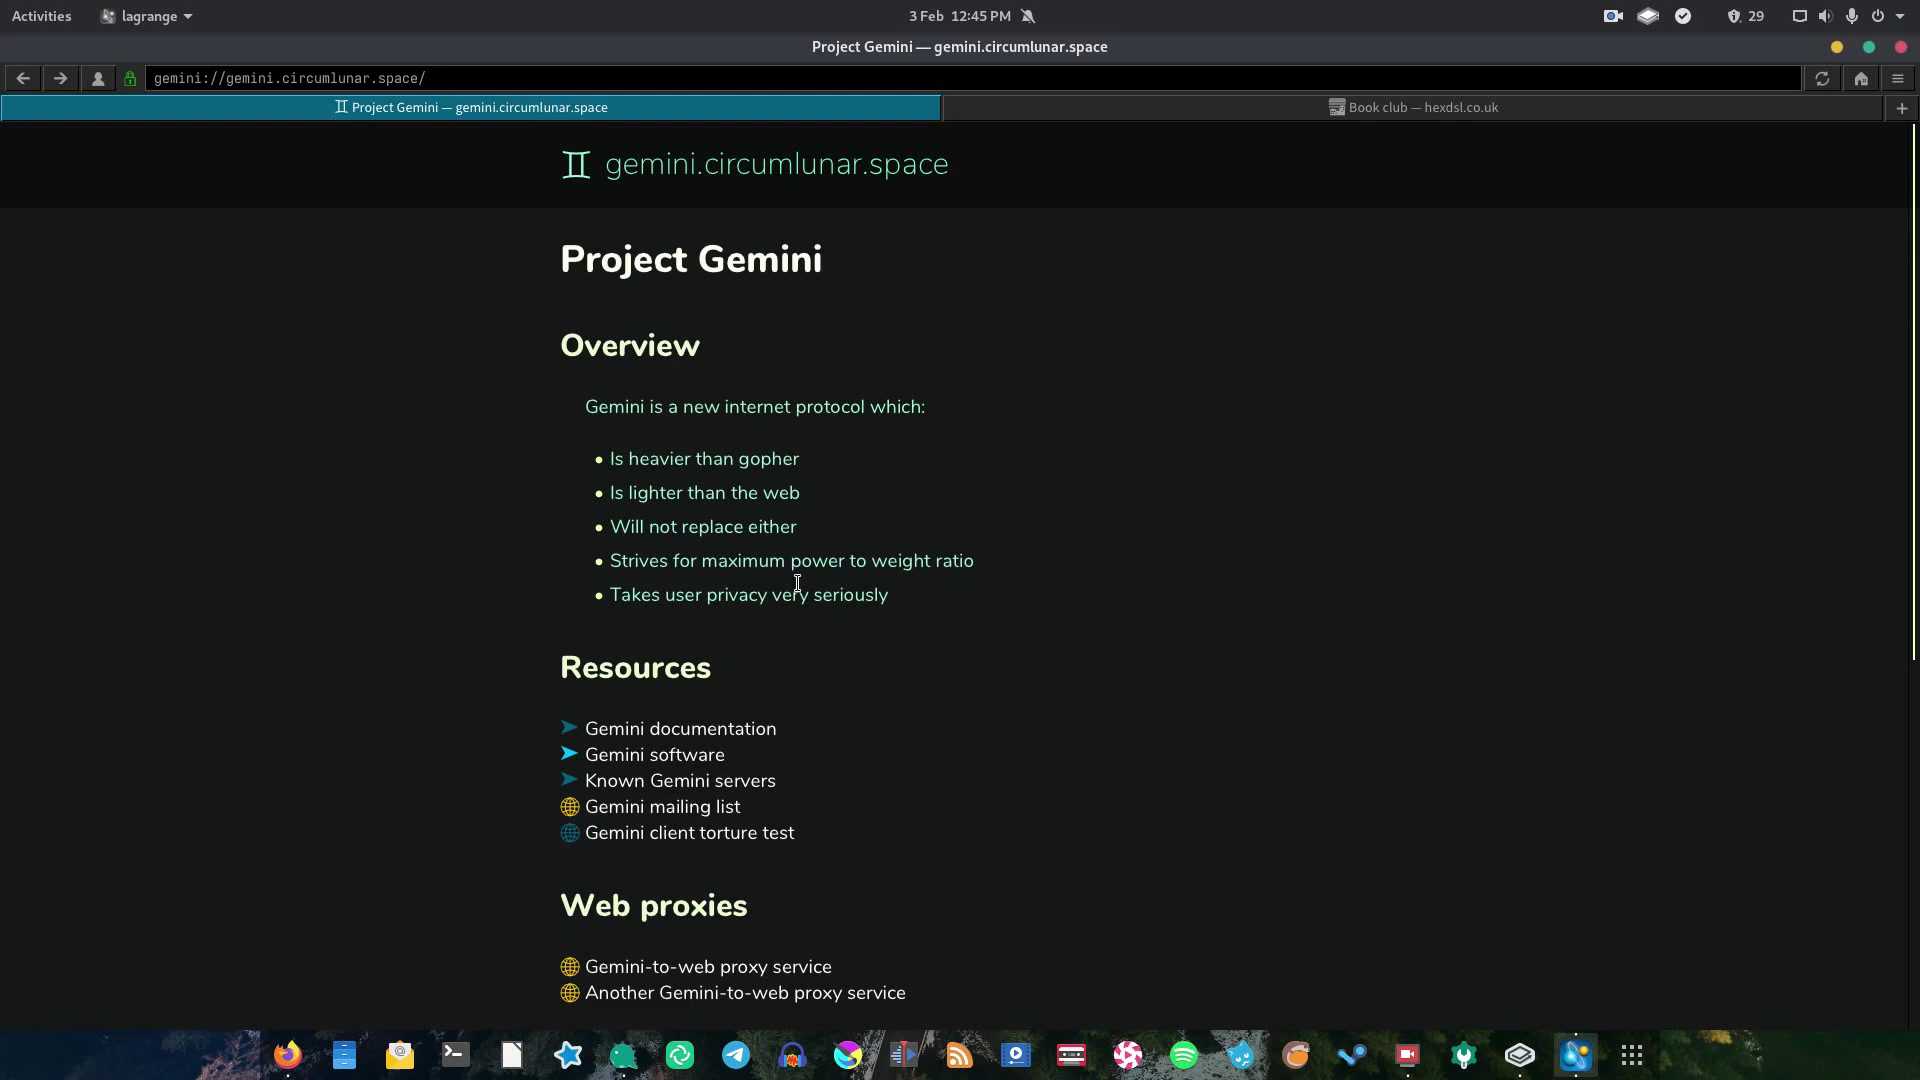 Activities lagrange 3 Feb 12:45 PM 29
Project Gemini — gemini.circumlunar.space
gemini://gemini.circumlunar.space/
Project Gemini — gemini.circumlunar.space Book club — hexdsl.co.uk
gemini.circumlunar.space
Project Gemini
Overview
Gemini is a new internet protocol which:
• Is heavier than gopher
• Is lighter than the web
• Will not replace either
• Strives for maximum power to weight ratio
• Takes user privacy very seriously
Resources
Gemini documentation
Gemini software
Known Gemini servers
Gemini mailing list
Gemini client torture test
Web proxies
Gemini-to-web proxy service
Another Gemini-to-web proxy service